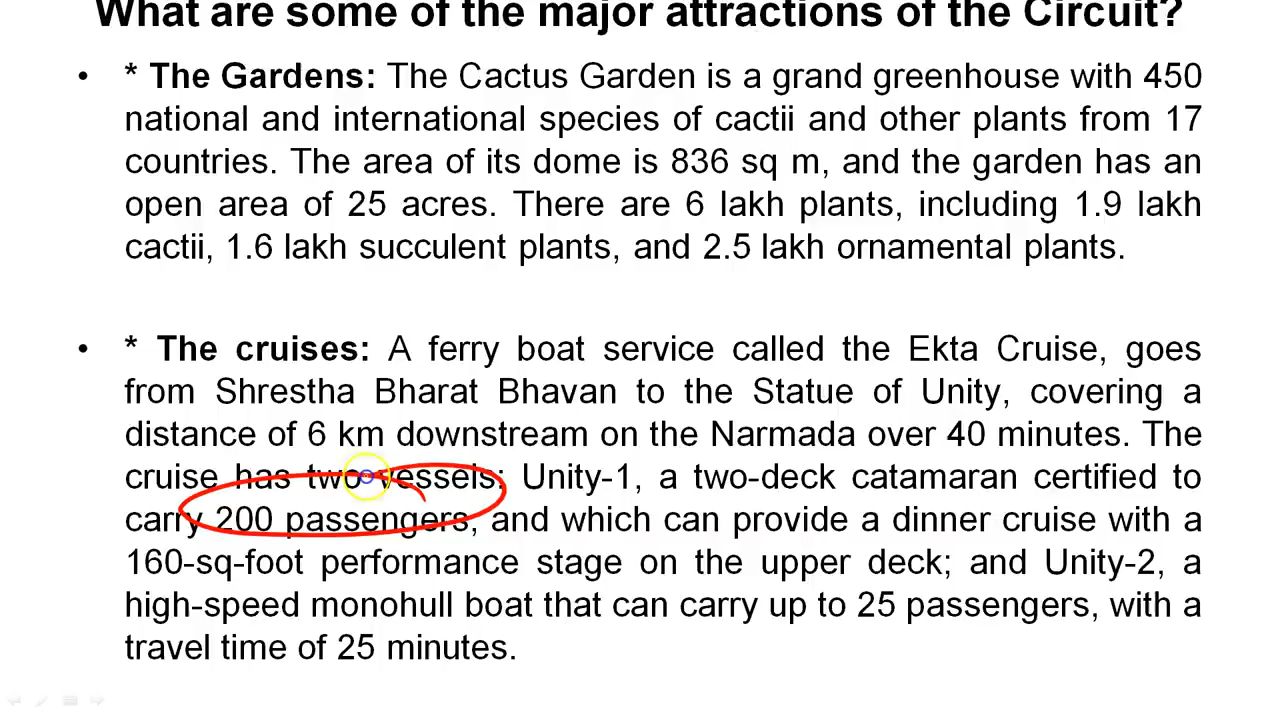 What are some of the major attractions of the Circuit?
• * The Gardens: The Cactus Garden is a grand greenhouse with 450
national and international species of cactii and other plants from 17
countries. The area of its dome is 836 sq m, and the garden has an
open area of 25 acres. There are 6 lakh plants, including 1.9 lakh
cactii, 1.6 lakh succulent plants, and 2.5 lakh ornamental plants.
• * The cruises: A ferry boat service called the Ekta Cruise, goes
from Shrestha Bharat Bhavan to the Statue of Unity, covering a
distance of 6 km downstream on the Narmada over 40 minutes. The
cruise has two vessels: Unity-1, a two-deck catamaran certified to
carry 200 passengers, and which can provide a dinner cruise with a
160-sq-foot performance stage on the upper deck; and Unity-2, a
high-speed monohull boat that can carry up to 25 passengers, with a
travel time of 25 minutes.